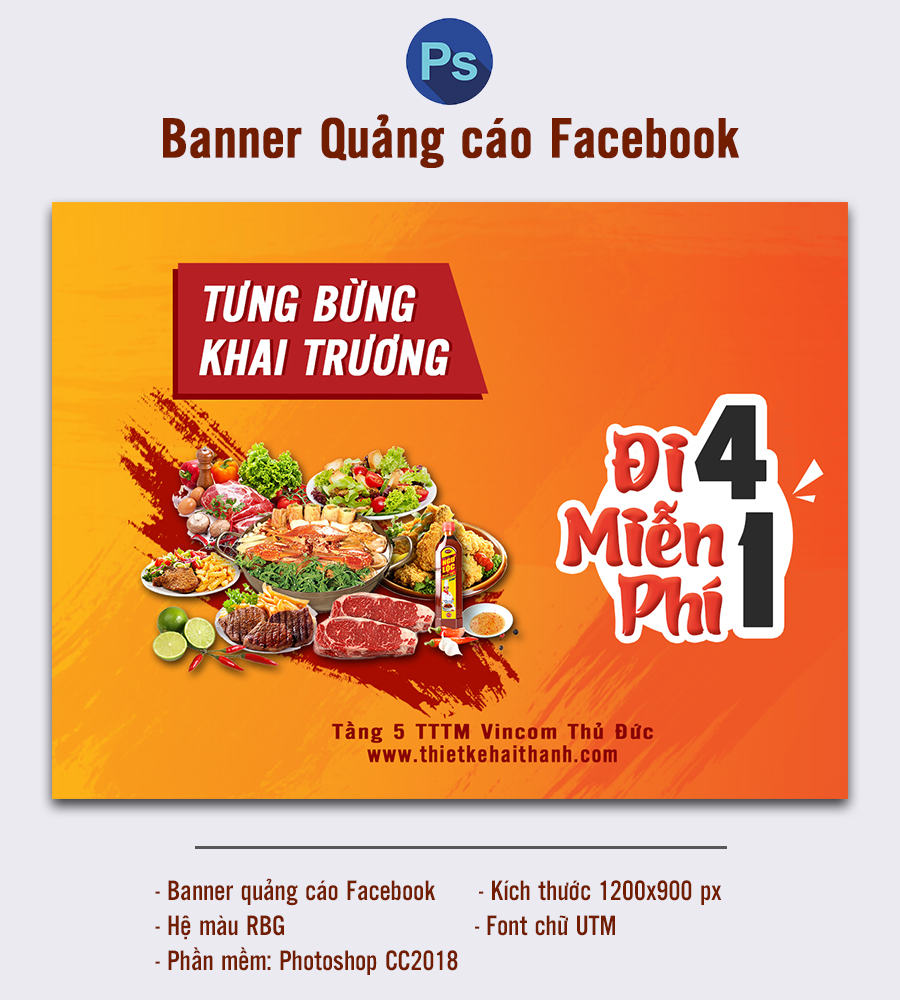 Ps
Banner Quảng cáo Facebook
TƯNG BỪNG
KHAI TRƯƠNG
Đi 4
Miễn
Phí 1
NGŨ
LỘC
Tầng 5 TTTM Vincom Thủ Đức
www.thietkehaithanh.com
- Banner quảng cáo Facebook
- Kích thước 1200x900 px
- Hệ màu RBG
- Font chữ UTM
- Phần mềm: Photoshop CC2018